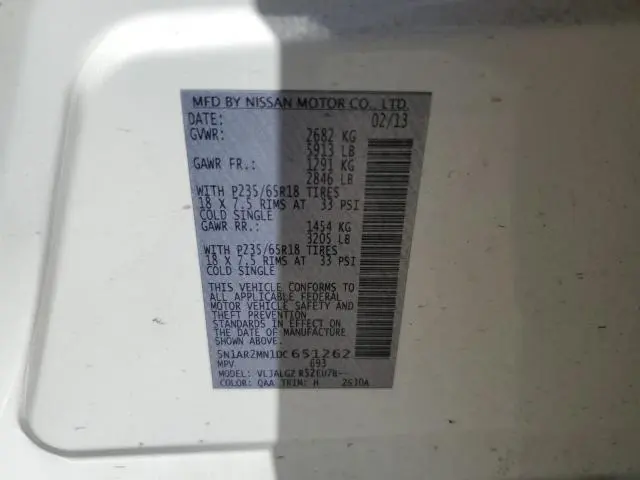 MFD BY NISSAN MOTOR CO., LTD.
DATE: 02/13
GVWR: 2682 KG
5913 LB
GAWR FR.: 1291 KG
2846 LB
WITH P235/65R18 TIRES
18 X 7.5 RIMS AT 33 PSI
COLD SINGLE
GAWR RR.: 1454 KG
3205 LB
WITH P235/65R18 TIRES
18 X 7.5 RIMS AT 33 PSI
COLD SINGLE
THIS VEHICLE CONFORMS TO
ALL APPLICABLE FEDERAL
MOTOR VEHICLE SAFETY AND
THEFT PREVENTION
STANDARDS IN EFFECT ON
THE DATE OF MANUFACTURE
SHOWN ABOVE.
5N1AR2MN1DC651262
MPV 693
MODEL:
COLOR: QAA TRIM: H